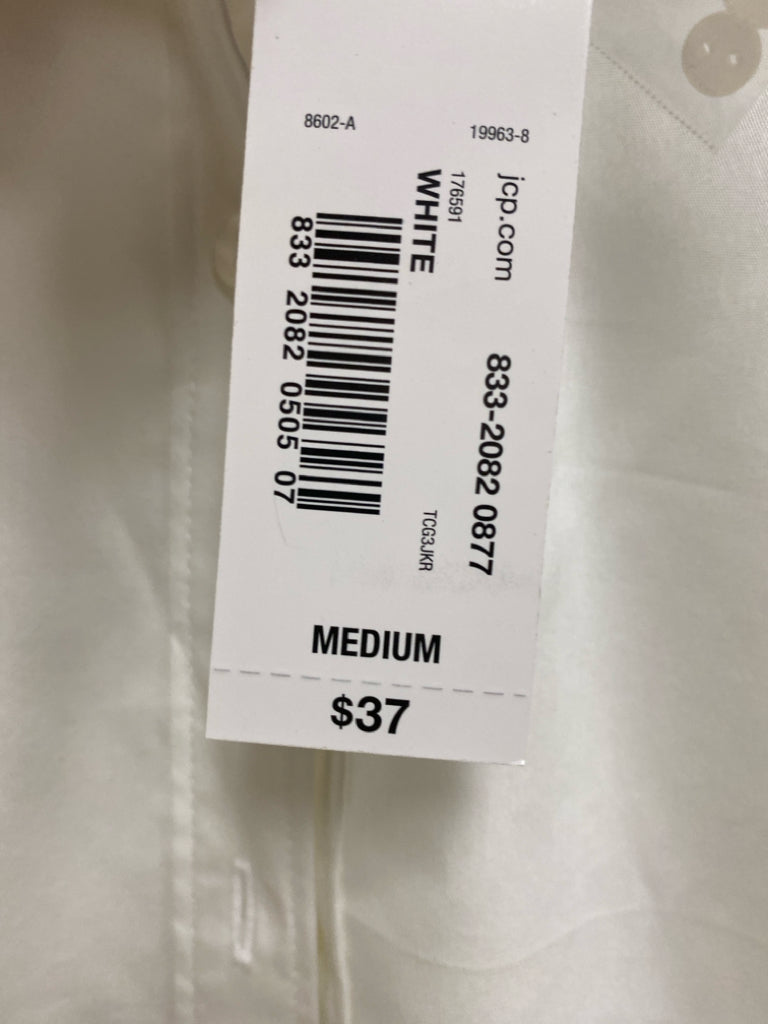 8602-A
19963-8
jcp.com
833-2082 0877
176591
WHITE
TCG3JKR
833 2082 0505 07
MEDIUM
$37